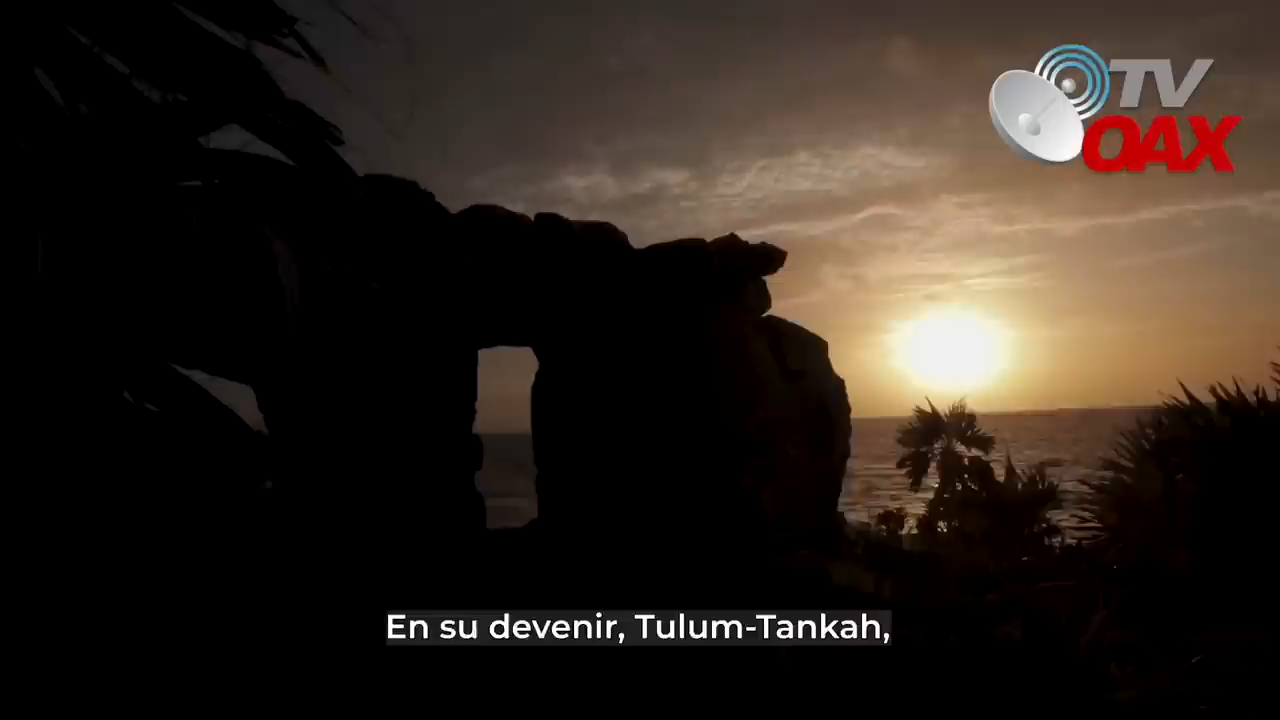 TV
OAX
En su devenir, Tulum-Tankah,